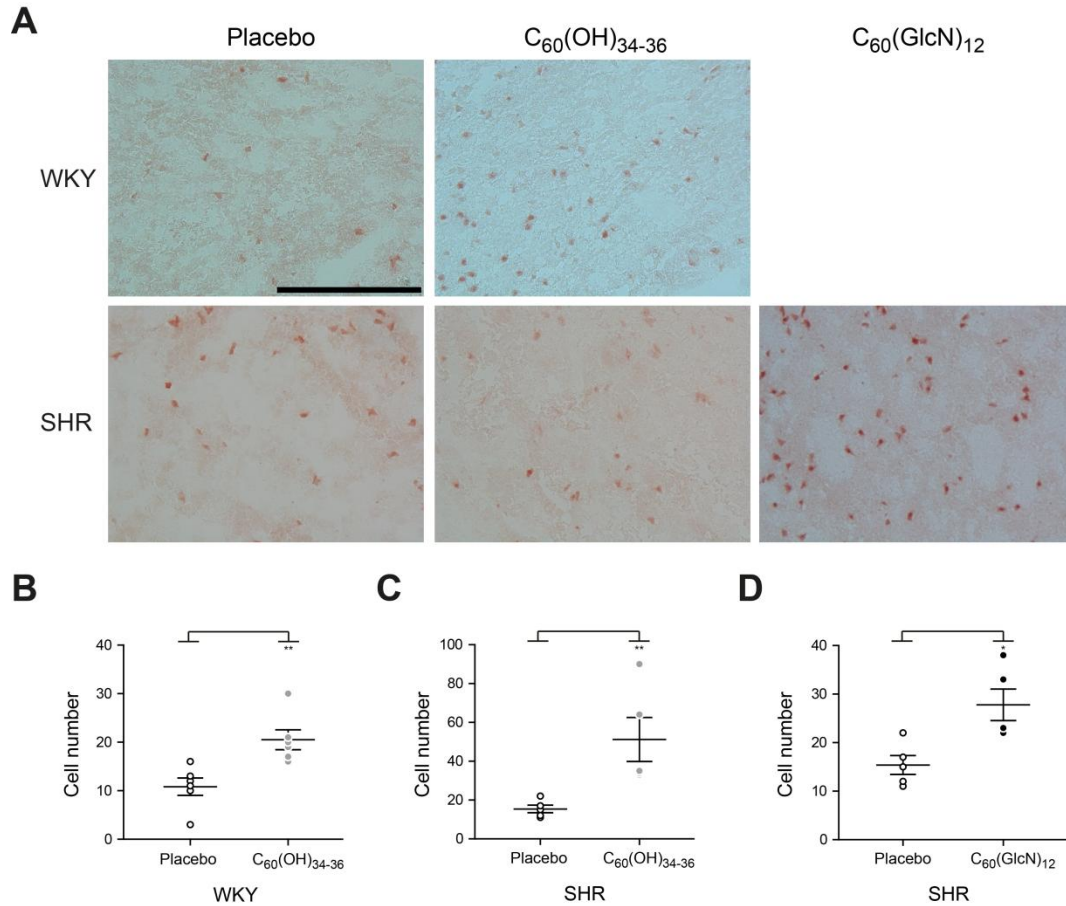 A
Placebo C₆₀(OH)₃₄₋₃₆ C₆₀(GlcN)₁₂
WKY
SHR
B
Cell number
40
30
20
10
0
**
Placebo C₆₀(OH)₃₄₋₃₆
WKY
C
Cell number
100
80
60
40
20
0
**
Placebo C₆₀(OH)₃₄₋₃₆
SHR
D
Cell number
40
30
20
10
0
*
Placebo C₆₀(GlcN)₁₂
SHR